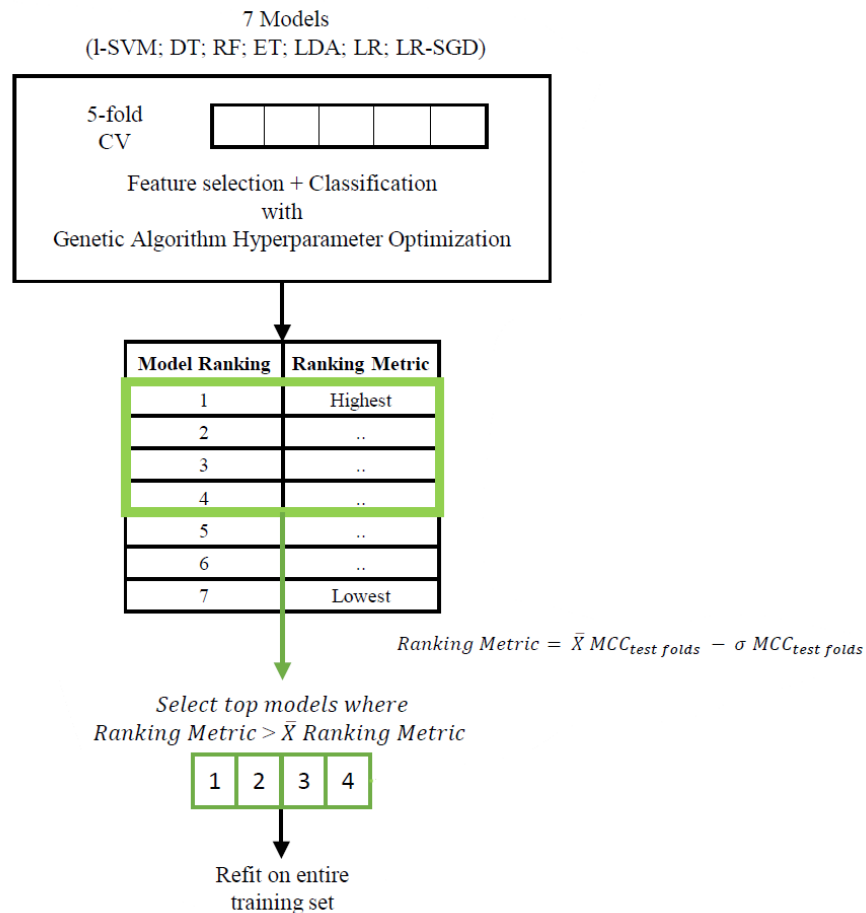 7 Models
(l-SVM; DT; RF; ET; LDA; LR; LR-SGD)
5-fold
CV
Feature selection + Classification
with
Genetic Algorithm Hyperparameter Optimization
Model Ranking Ranking Metric
1 Highest
2 ..
3 ..
4 ..
5 ..
6 ..
7 Lowest
Ranking Metric = X̄ MCC_test folds − σ MCC_test folds
Select top models where
Ranking Metric > X̄ Ranking Metric
1 2 3 4
Refit on entire
training set